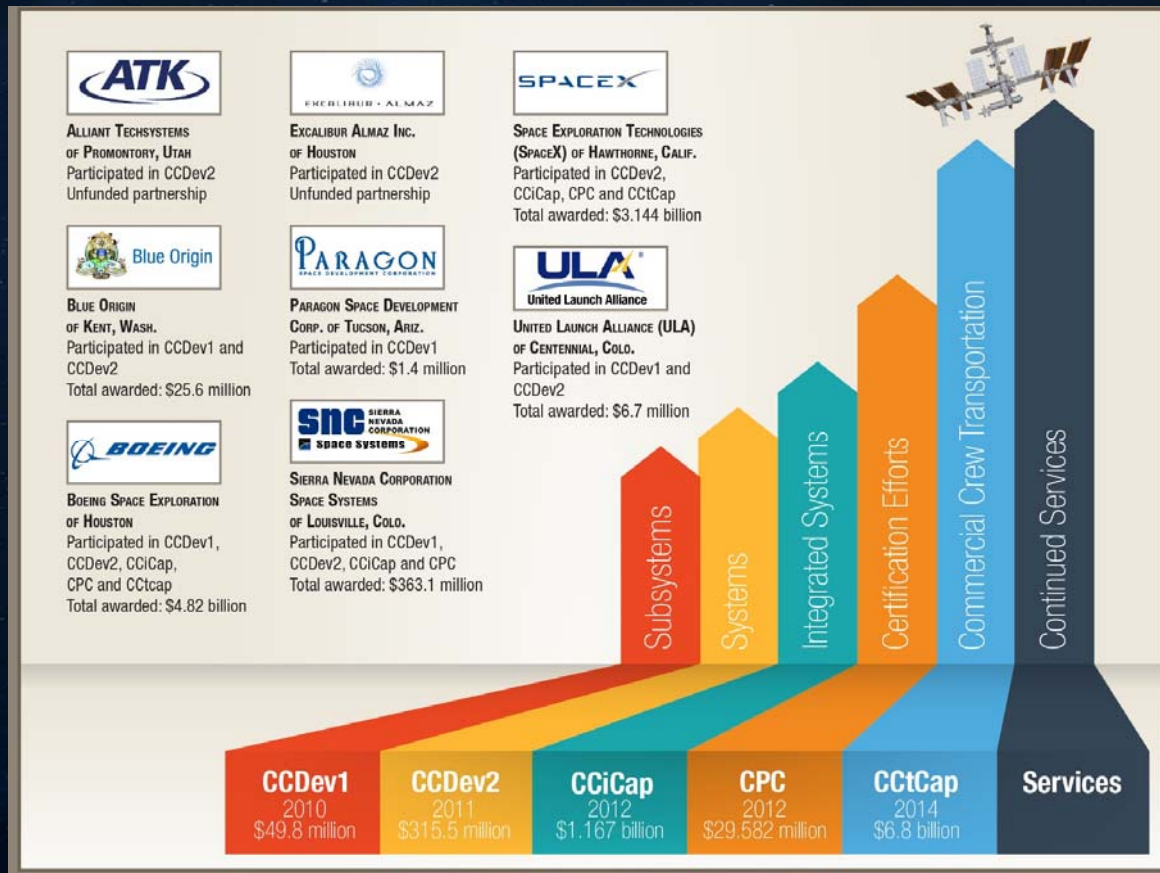 ATK
ALLIANT TECHSYSTEMS
OF PROMONTORY, UTAH
Participated in CCDev2
Unfunded partnership
Blue Origin
BLUE ORIGIN
OF KENT, WASH.
Participated in CCDev1 and
CCDev2
Total awarded: $25.6 million
BOEING
BOEING SPACE EXPLORATION
OF HOUSTON
Participated in CCDev1,
CCDev2, CCiCap,
CPC and CCtcap
Total awarded: $4.82 billion
EXCALIBUR • ALMAZ
EXCALIBUR ALMAZ INC.
OF HOUSTON
Participated in CCDev2
Unfunded partnership
PARAGON
SPACE DEVELOPMENT CORPORATION
PARAGON SPACE DEVELOPMENT
CORP. OF TUCSON, ARIZ.
Participated in CCDev1
Total awarded: $1.4 million
snc SIERRA
NEVADA
CORPORATION
Space Systems
SIERRA NEVADA CORPORATION
SPACE SYSTEMS
OF LOUISVILLE, COLO.
Participated in CCDev1,
CCDev2, CCiCap and CPC
Total awarded: $363.1 million
SPACEX
SPACE EXPLORATION TECHNOLOGIES
(SPACEX) OF HAWTHORNE, CALIF.
Participated in CCDev2,
CCiCap, CPC and CCtCap
Total awarded: $3.144 billion
ULA
United Launch Alliance
UNITED LAUNCH ALLIANCE (ULA)
OF CENTENNIAL, COLO.
Participated in CCDev1 and
CCDev2
Total awarded: $6.7 million
Subsystems
Systems
Integrated Systems
Certification Efforts
Commercial Crew Transportation
Continued Services
CCDev1
2010
$49.8 million
CCDev2
2011
$315.5 million
CCiCap
2012
$1.167 billion
CPC
2012
$29.582 million
CCtCap
2014
$6.8 billion
Services